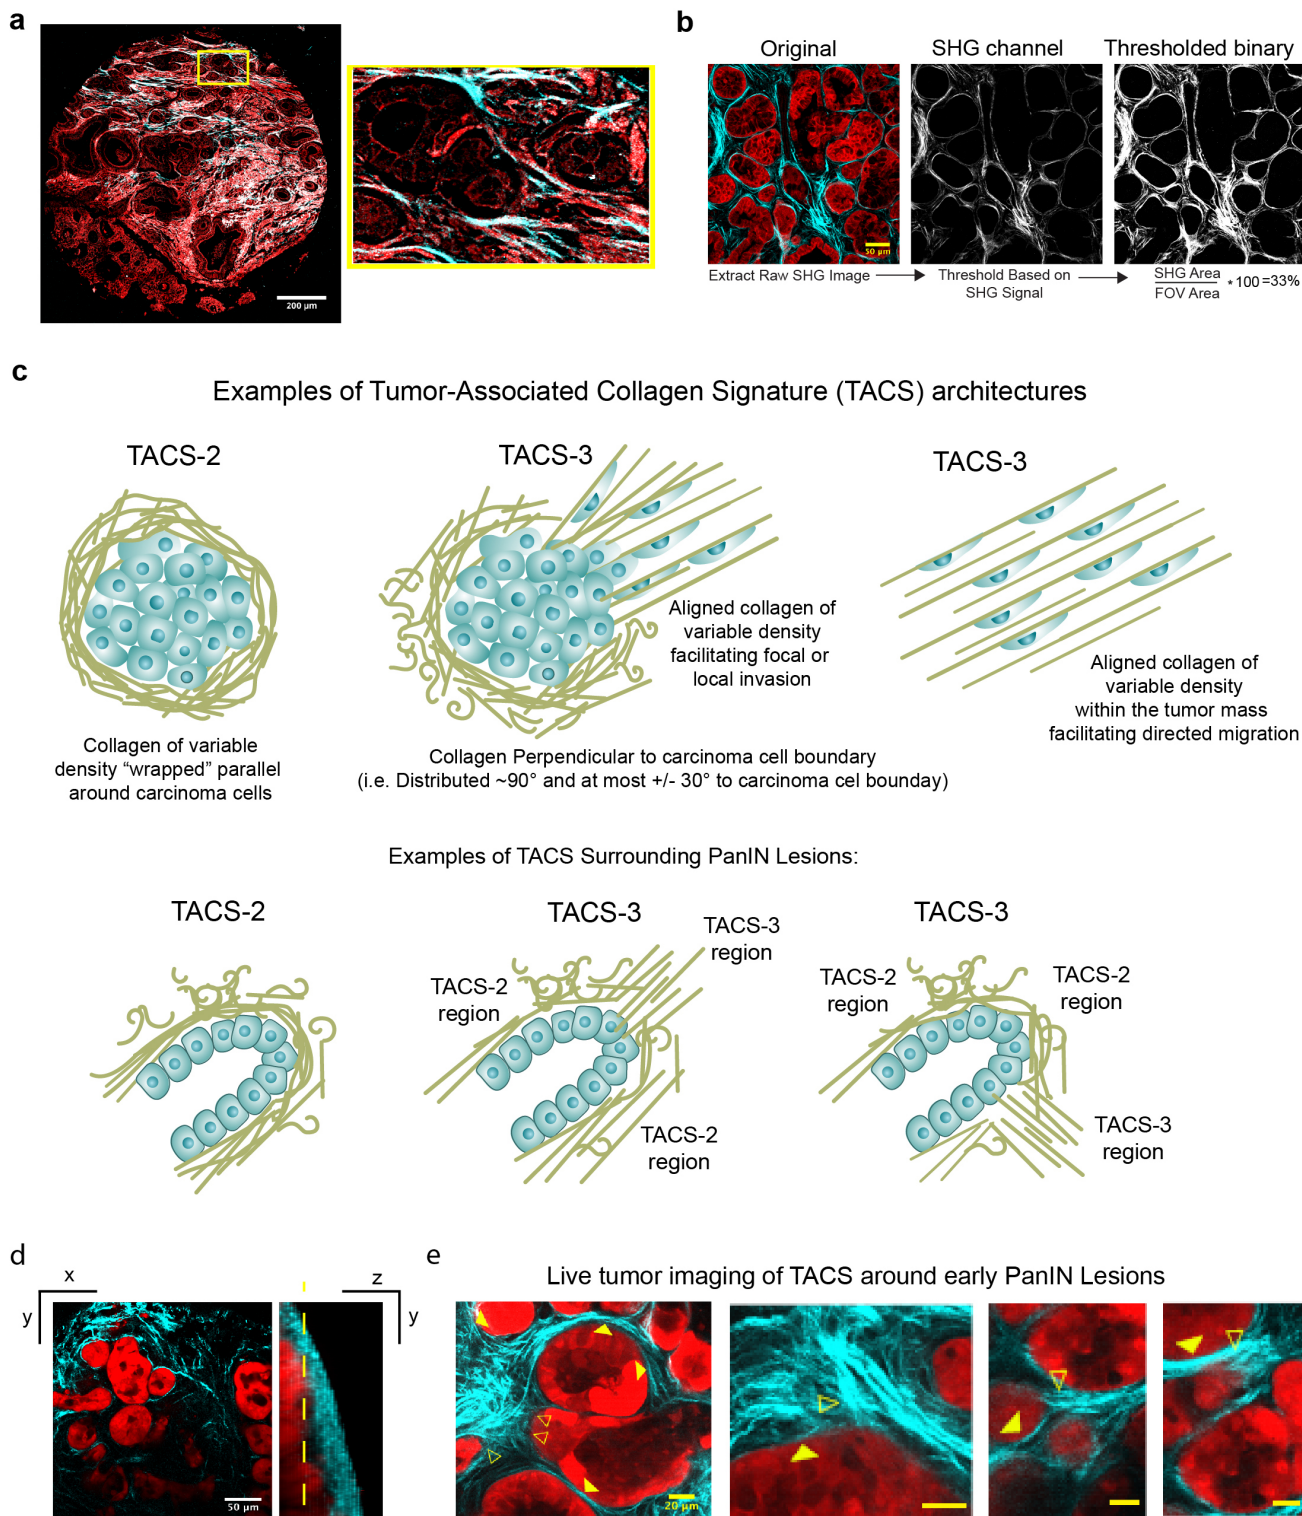 a
200 µm
b
Original
SHG channel
Thresholded binary
50 µm
Extract Raw SHG Image
Threshold Based on
SHG Signal
SHG Area
FOV Area
*100=33%
c
Examples of Tumor-Associated Collagen Signature (TACS) architectures
TACS-2
TACS-3
TACS-3
Aligned collagen of
variable density
facilitating focal or
local invasion
Aligned collagen of
variable density
within the tumor mass
facilitating directed migration
Collagen of variable
density “wrapped” parallel
around carcinoma cells
Collagen Perpendicular to carcinoma cell boundary
(i.e. Distributed ~90° and at most +/- 30° to carcinoma cel bounday)
Examples of TACS Surrounding PanIN Lesions:
TACS-2
TACS-3
TACS-3
TACS-3
region
TACS-2
region
TACS-2
region
TACS-2
region
TACS-2
region
TACS-3
region
d
x
y
z
y
50 µm
e
Live tumor imaging of TACS around early PanIN Lesions
20 µm